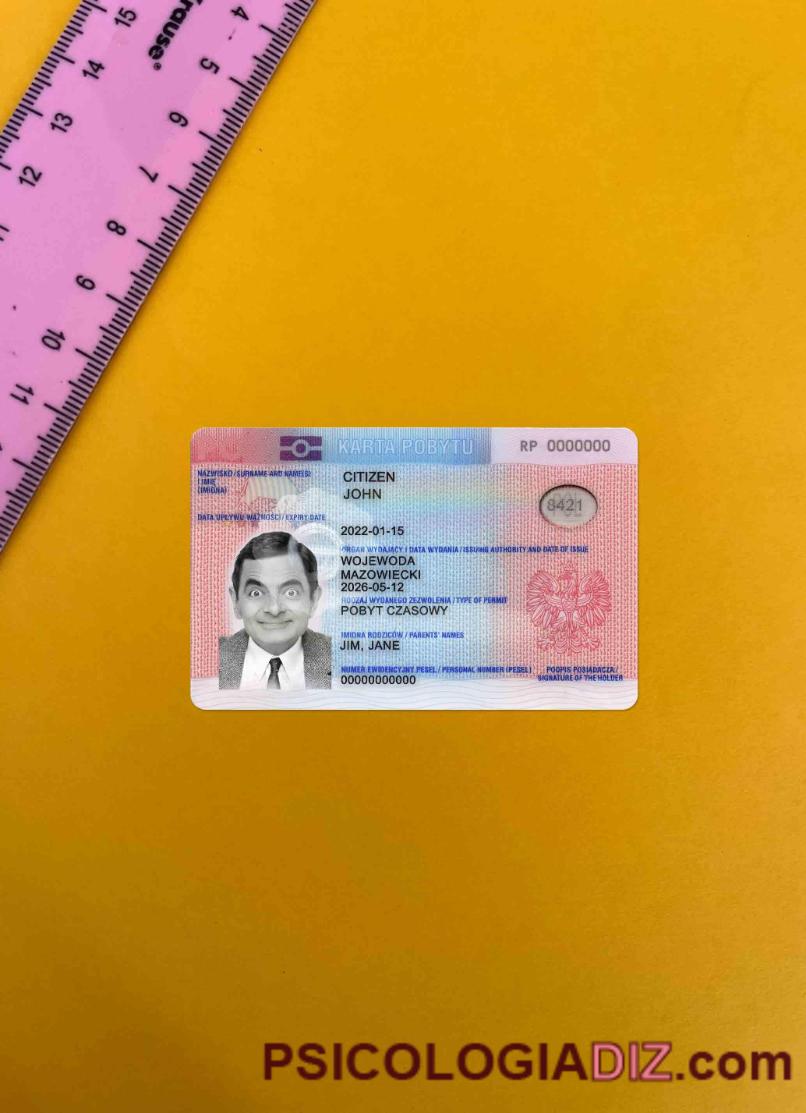 Krause
15
14
13
12
11
4
5
6
7
8
9
10
11
KARTA POBYTU
RP 0000000
NAZWISKO / SURNAME AND NAME(S)
I IMIĘ
(IMIONA)
CITIZEN
JOHN
8421
DATA UPŁYWU WAŻNOŚCI / EXPIRY DATE
2022-01-15
ORGAN WYDAJĄCY I DATA WYDANIA / ISSUING AUTHORITY AND DATE OF ISSUE
WOJEWODA
MAZOWIECKI
2026-05-12
RODZAJ WYDANEGO ZEZWOLENIA / TYPE OF PERMIT
POBYT CZASOWY
IMIONA RODZICÓW / PARENTS' NAMES
JIM, JANE
NUMER EWIDENCYJNY PESEL / PERSONAL NUMBER (PESEL)
00000000000
PODPIS POSIADACZA /
SIGNATURE OF THE HOLDER
PSICOLOGIADIZ.com